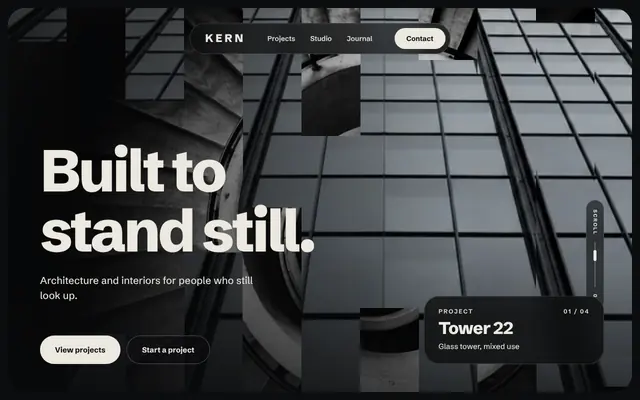 KERN
Projects
Studio
Journal
Contact
Built to
stand still.
Architecture and interiors for people who still
look up.
View projects
Start a project
SCROLL
PROJECT
01 / 04
Tower 22
Glass tower, mixed use